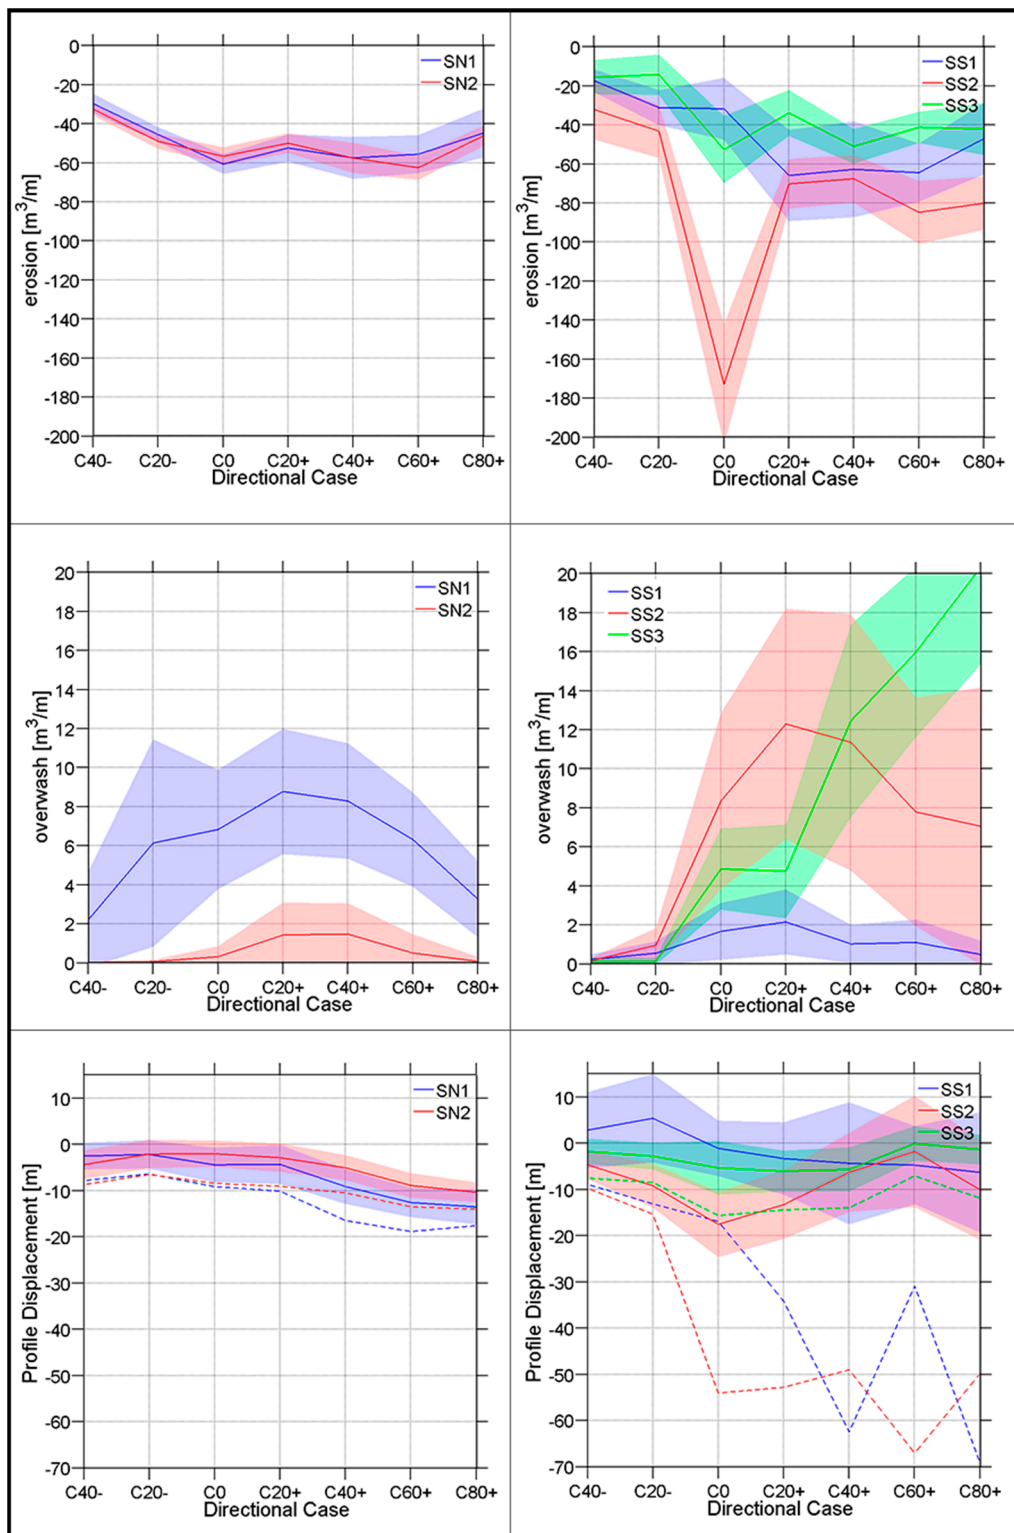 0
-20
-40
-60
-80
-100
-120
-140
-160
-180
-200
erosion [m³/m]
SN1
SN2
C40- C20- C0 C20+ C40+ C60+ C80+
Directional Case
0
-20
-40
-60
-80
-100
-120
-140
-160
-180
-200
erosion [m³/m]
SS1
SS2
SS3
C40- C20- C0 C20+ C40+ C60+ C80+
Directional Case
20
18
16
14
12
10
8
6
4
2
0
overwash [m³/m]
SN1
SN2
C40- C20- C0 C20+ C40+ C60+ C80+
Directional Case
20
18
16
14
12
10
8
6
4
2
0
overwash [m³/m]
SS1
SS2
SS3
C40- C20- C0 C20+ C40+ C60+ C80+
Directional Case
10
0
-10
-20
-30
-40
-50
-60
-70
Profile Displacement [m]
SN1
SN2
C40- C20- C0 C20+ C40+ C60+ C80+
Directional Case
10
0
-10
-20
-30
-40
-50
-60
-70
Profile Displacement [m]
SS1
SS2
SS3
C40- C20- C0 C20+ C40+ C60+ C80+
Directional Case